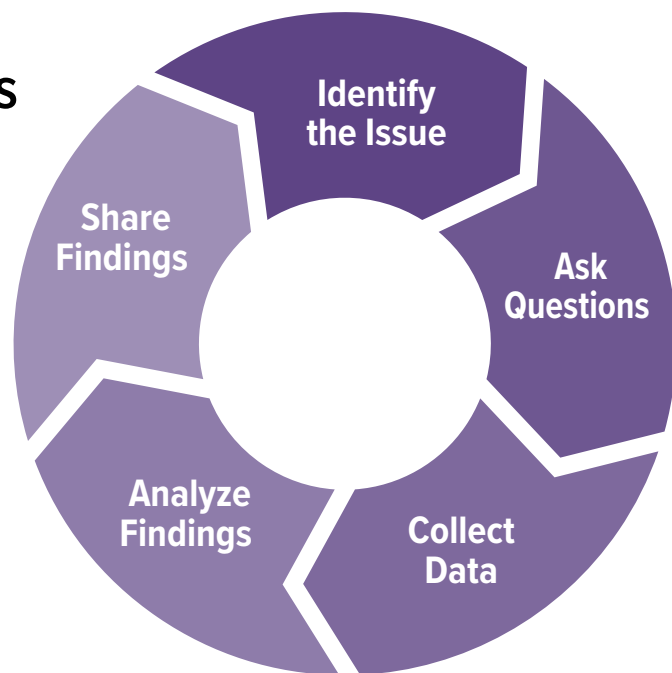 s
Identify
the Issue
Ask
Questions
Collect
Data
Analyze
Findings
Share
Findings